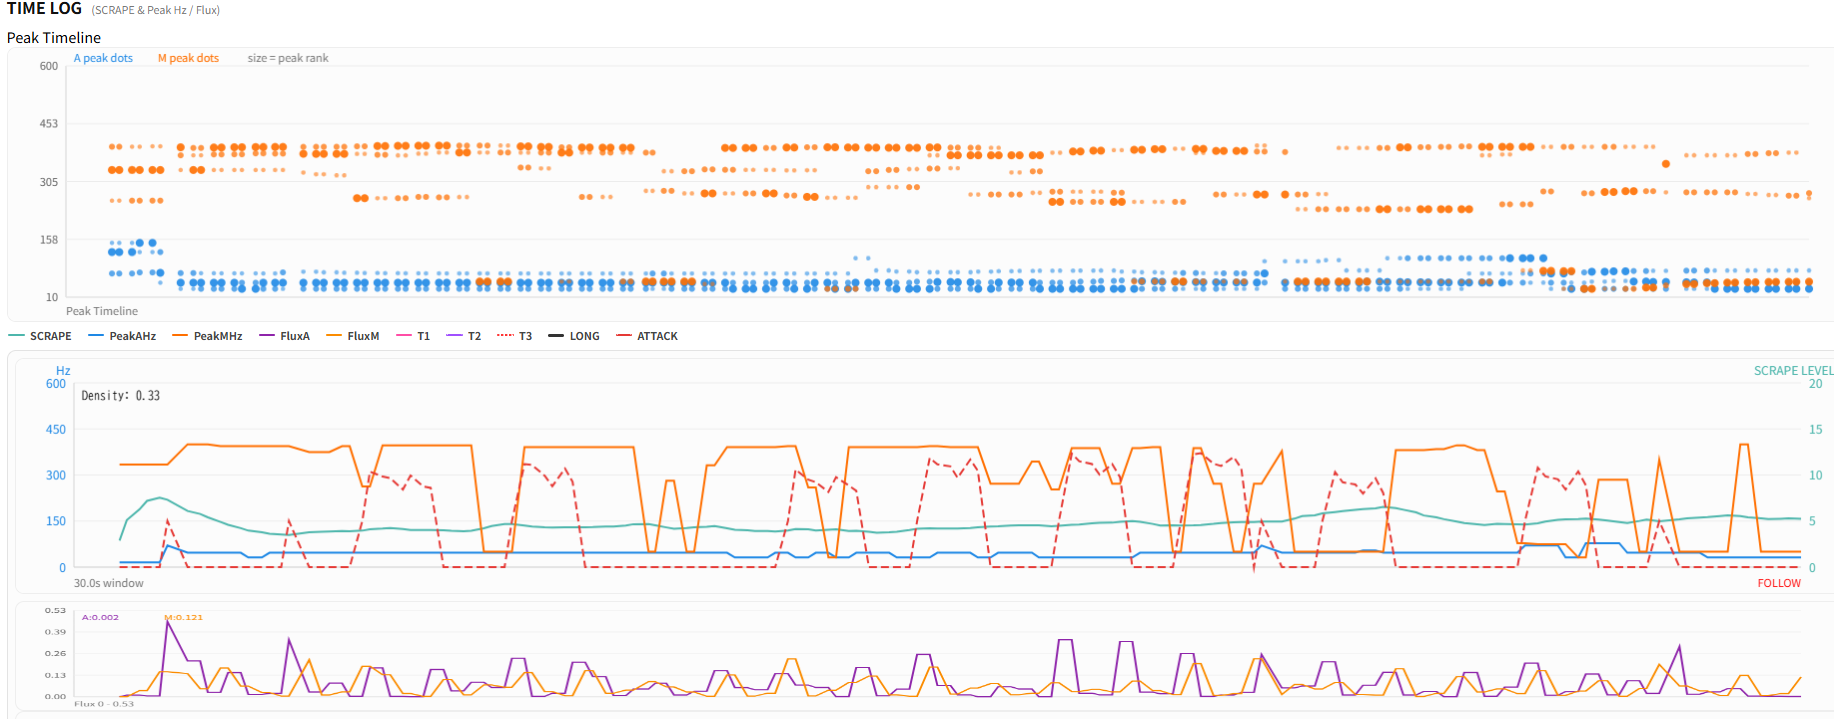 TIME LOG (SCRAPE & Peak Hz / Flux)
Peak Timeline
A peak dots M peak dots size = peak rank
600
453
305
158
10
Peak Timeline
SCRAPE PeakAHz PeakMHz FluxA FluxM T1 T2 T3 LONG ATTACK
Hz SCRAPE LEVEL
600 20
Density: 0.33
450 15
300 10
150 5
0 0
30.0s window FOLLOW
0.53
A:0.002 M:0.121
0.39
0.26
0.13
0.00
Flux 0 - 0.53